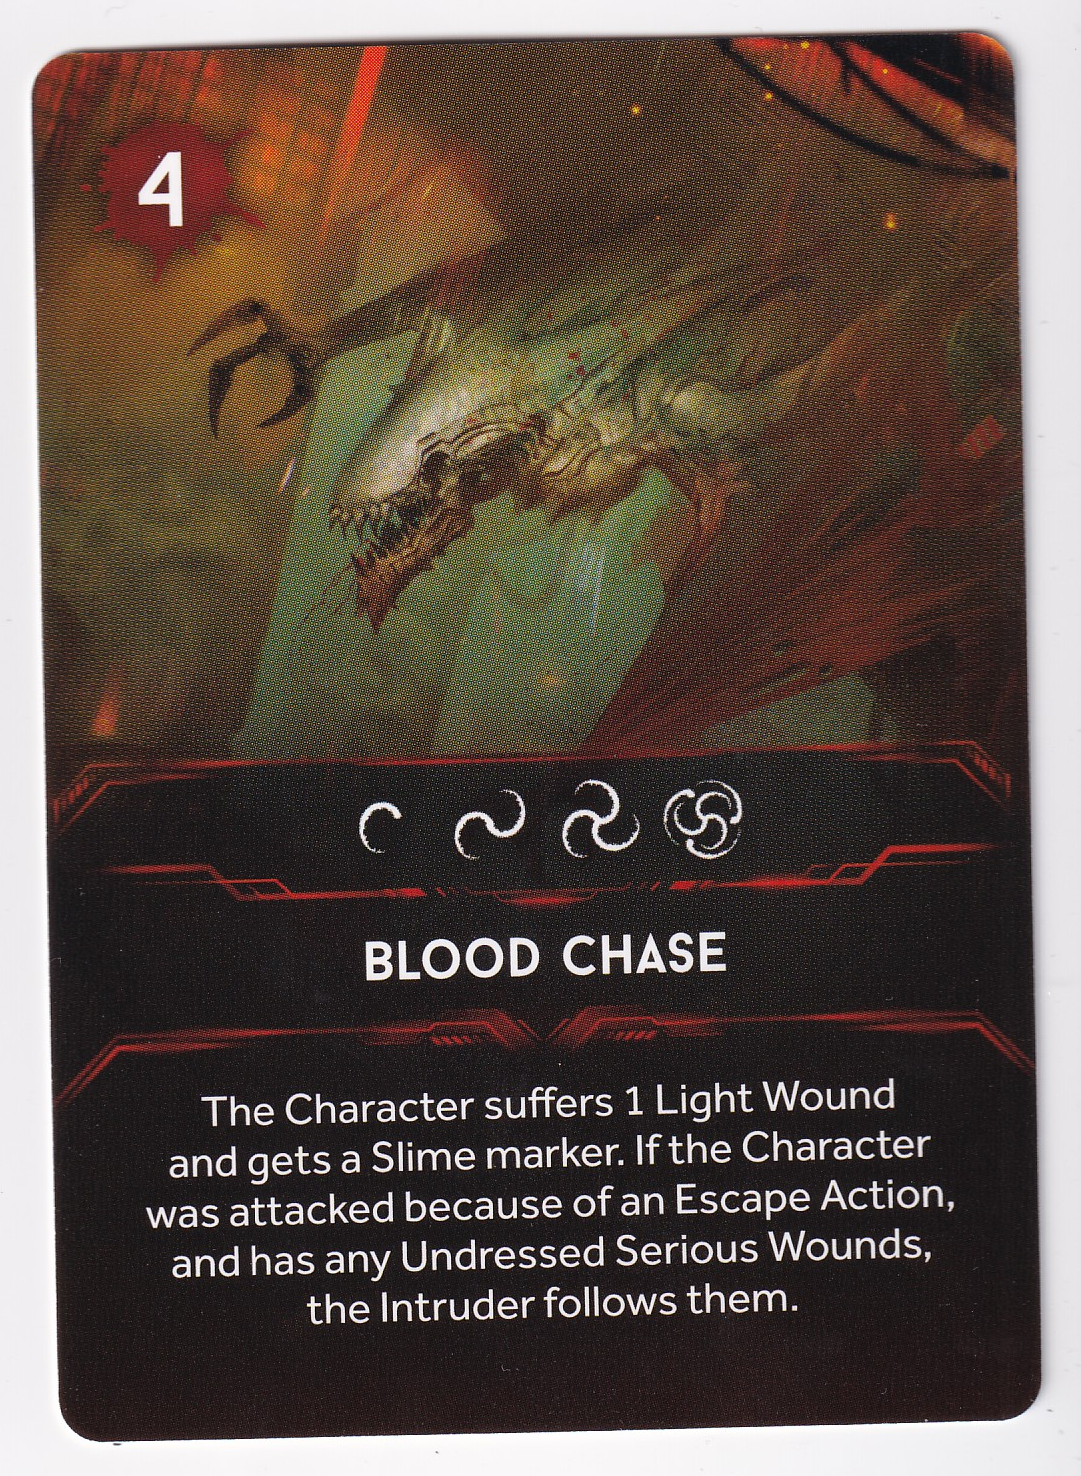 4
BLOOD CHASE
The Character suffers 1 Light Wound
and gets a Slime marker. If the Character
was attacked because of an Escape Action,
and has any Undressed Serious Wounds,
the Intruder follows them.